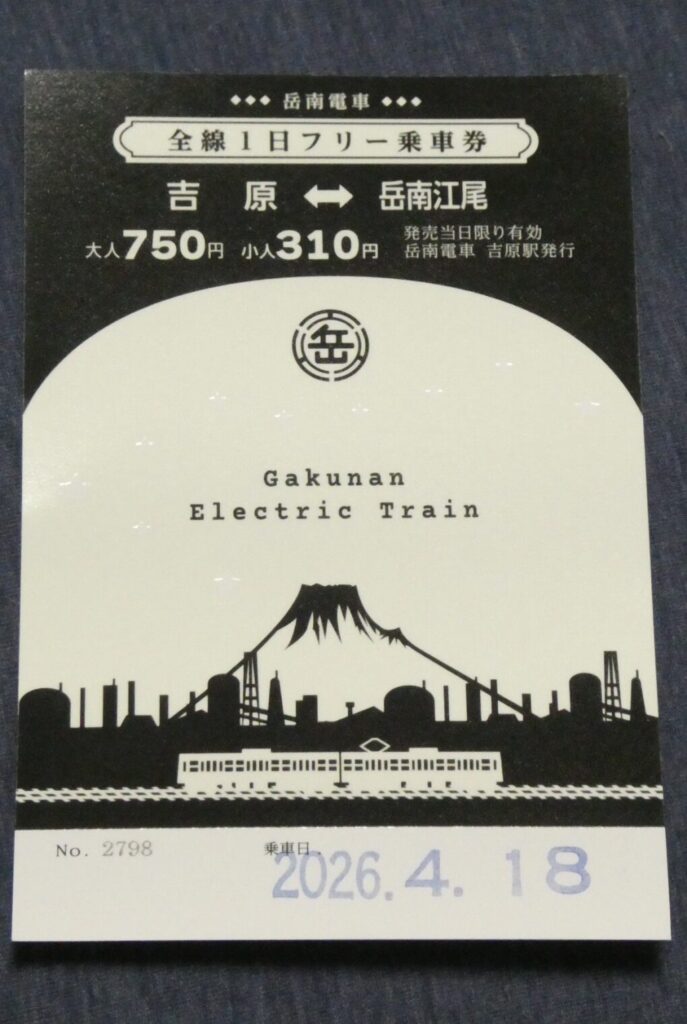 ◆◆◆ 岳南電車 ◆◆◆
全線1日フリー乗車券
吉原 ⬌ 岳南江尾
大人750円 小人310円
発売当日限り有効
岳南電車 吉原駅発行
岳
Gakunan
Electric Train
No. 2798
乗車日.
2026.4.18